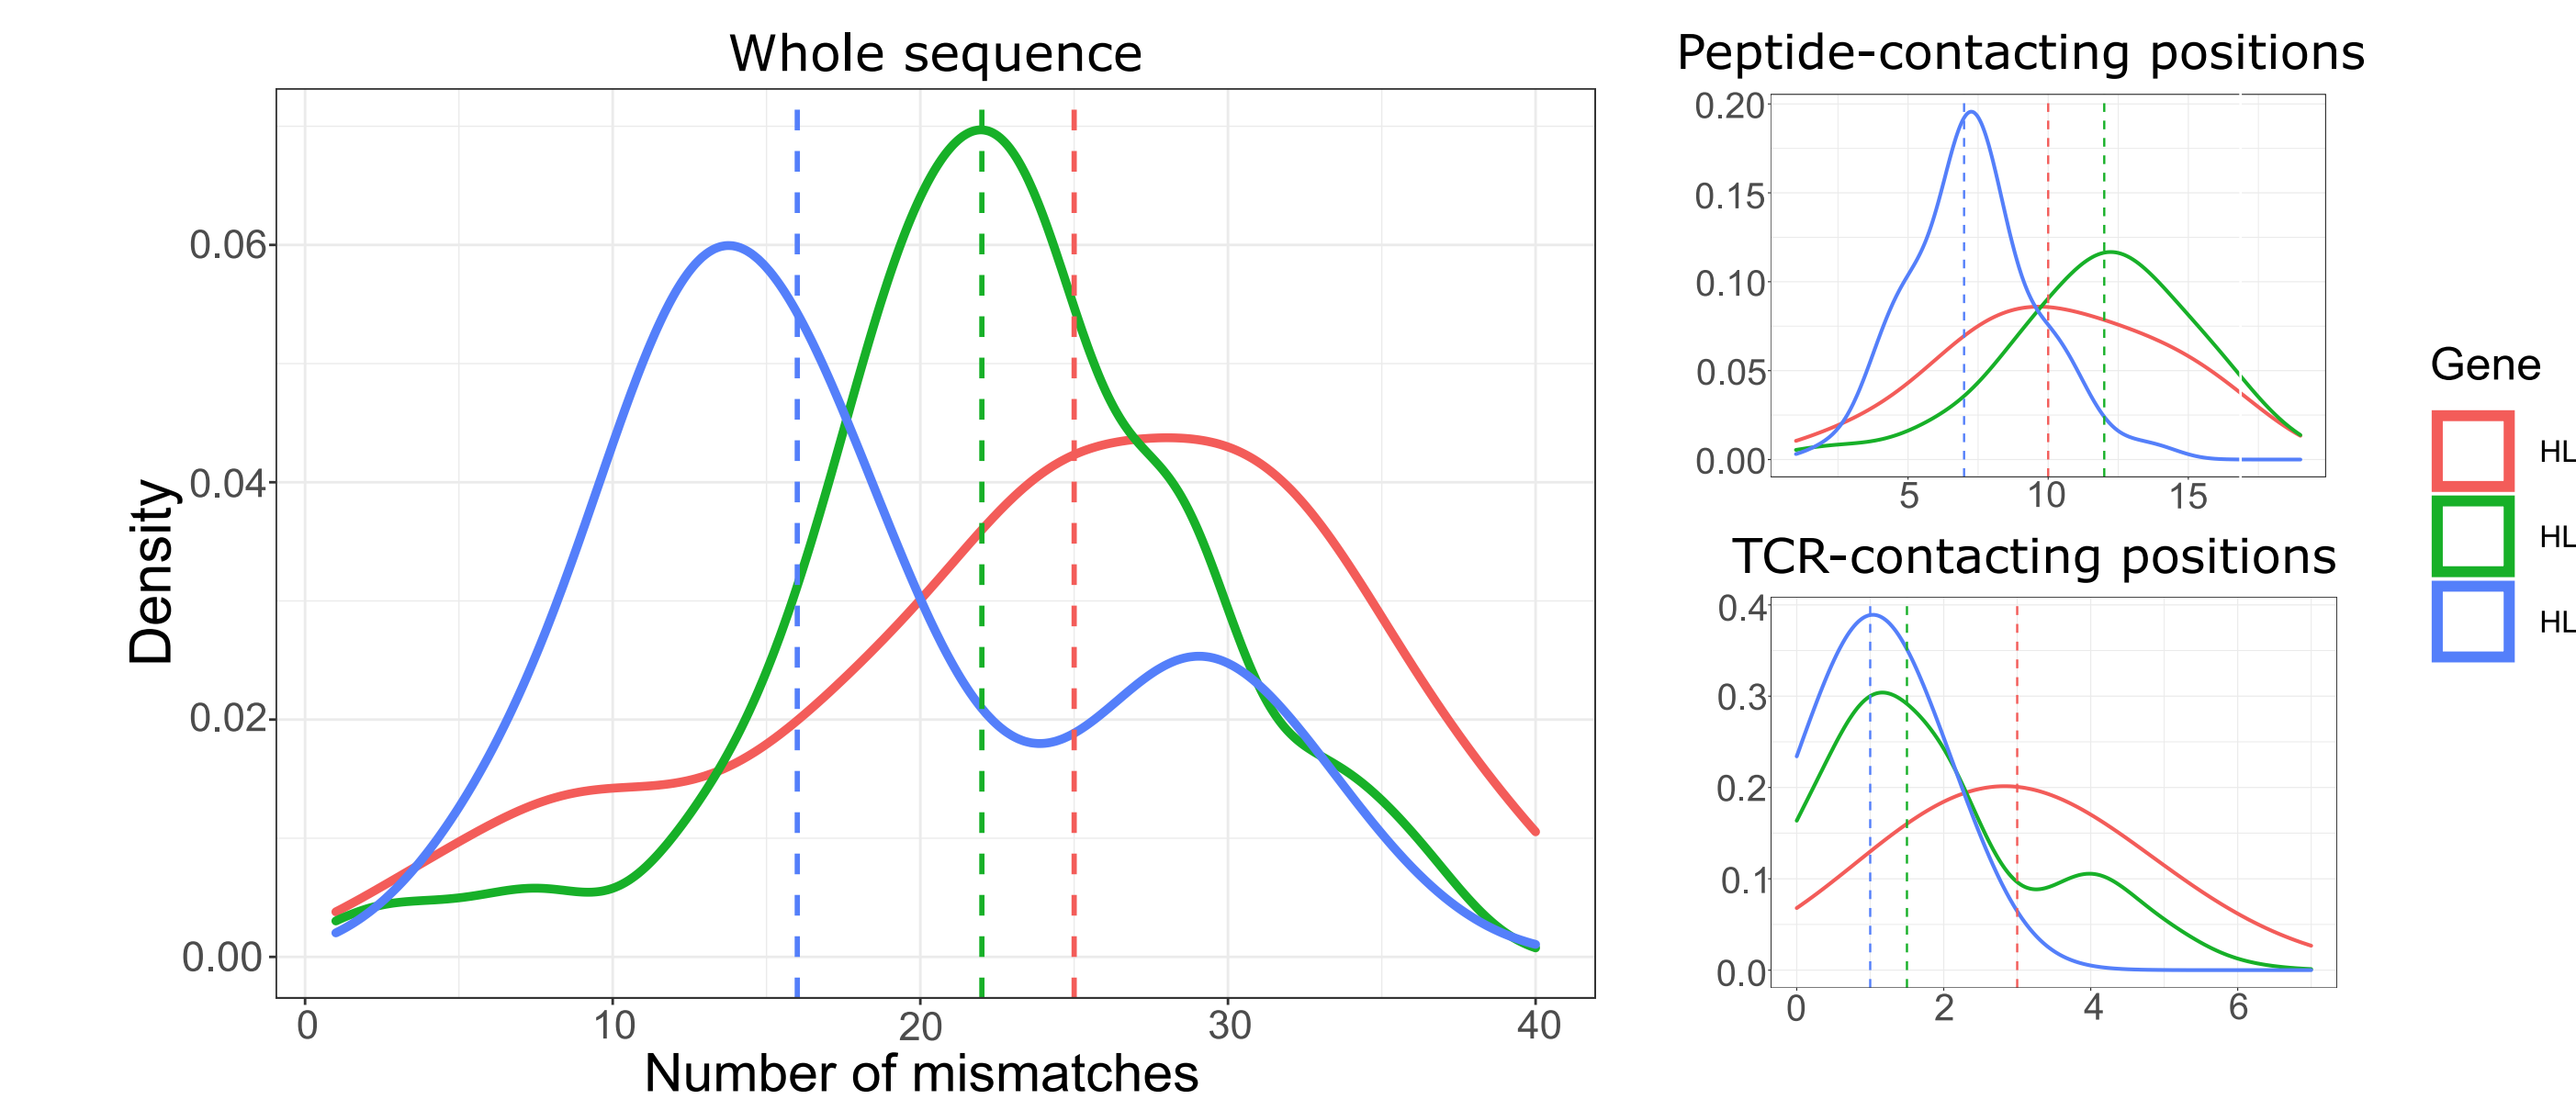 Whole sequence
Density
0.06
0.04
0.02
0.00
0
10
20
30
40
Number of mismatches
Peptide-contacting positions
0.20
0.15
0.10
0.05
0.00
5
10
15
TCR-contacting positions
0.4
0.3
0.2
0.1
0.0
0
2
4
6
Gene
HL
HL
HL